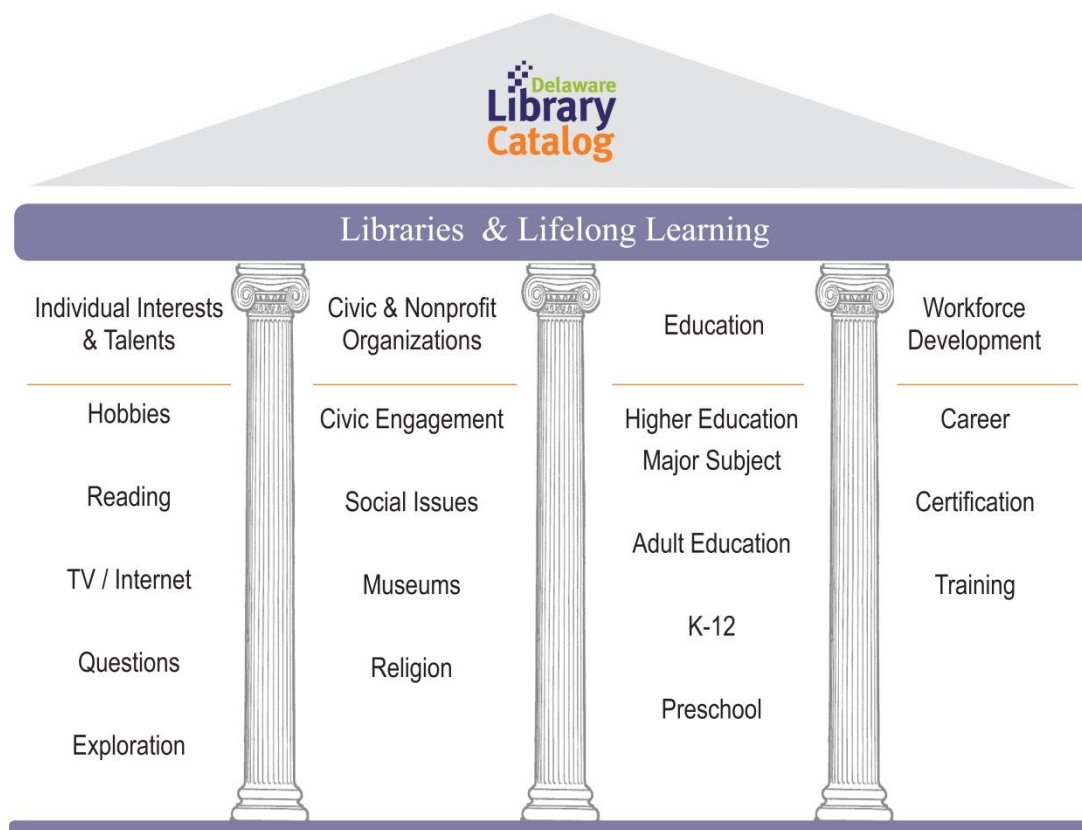 Delaware
Library
Catalog
Libraries & Lifelong Learning
Individual Interests
& Talents
Hobbies
Reading
TV / Internet
Questions
Exploration
Civic & Nonprofit
Organizations
Civic Engagement
Social Issues
Museums
Religion
Education
Higher Education
Major Subject
Adult Education
K-12
Preschool
Workforce
Development
Career
Certification
Training